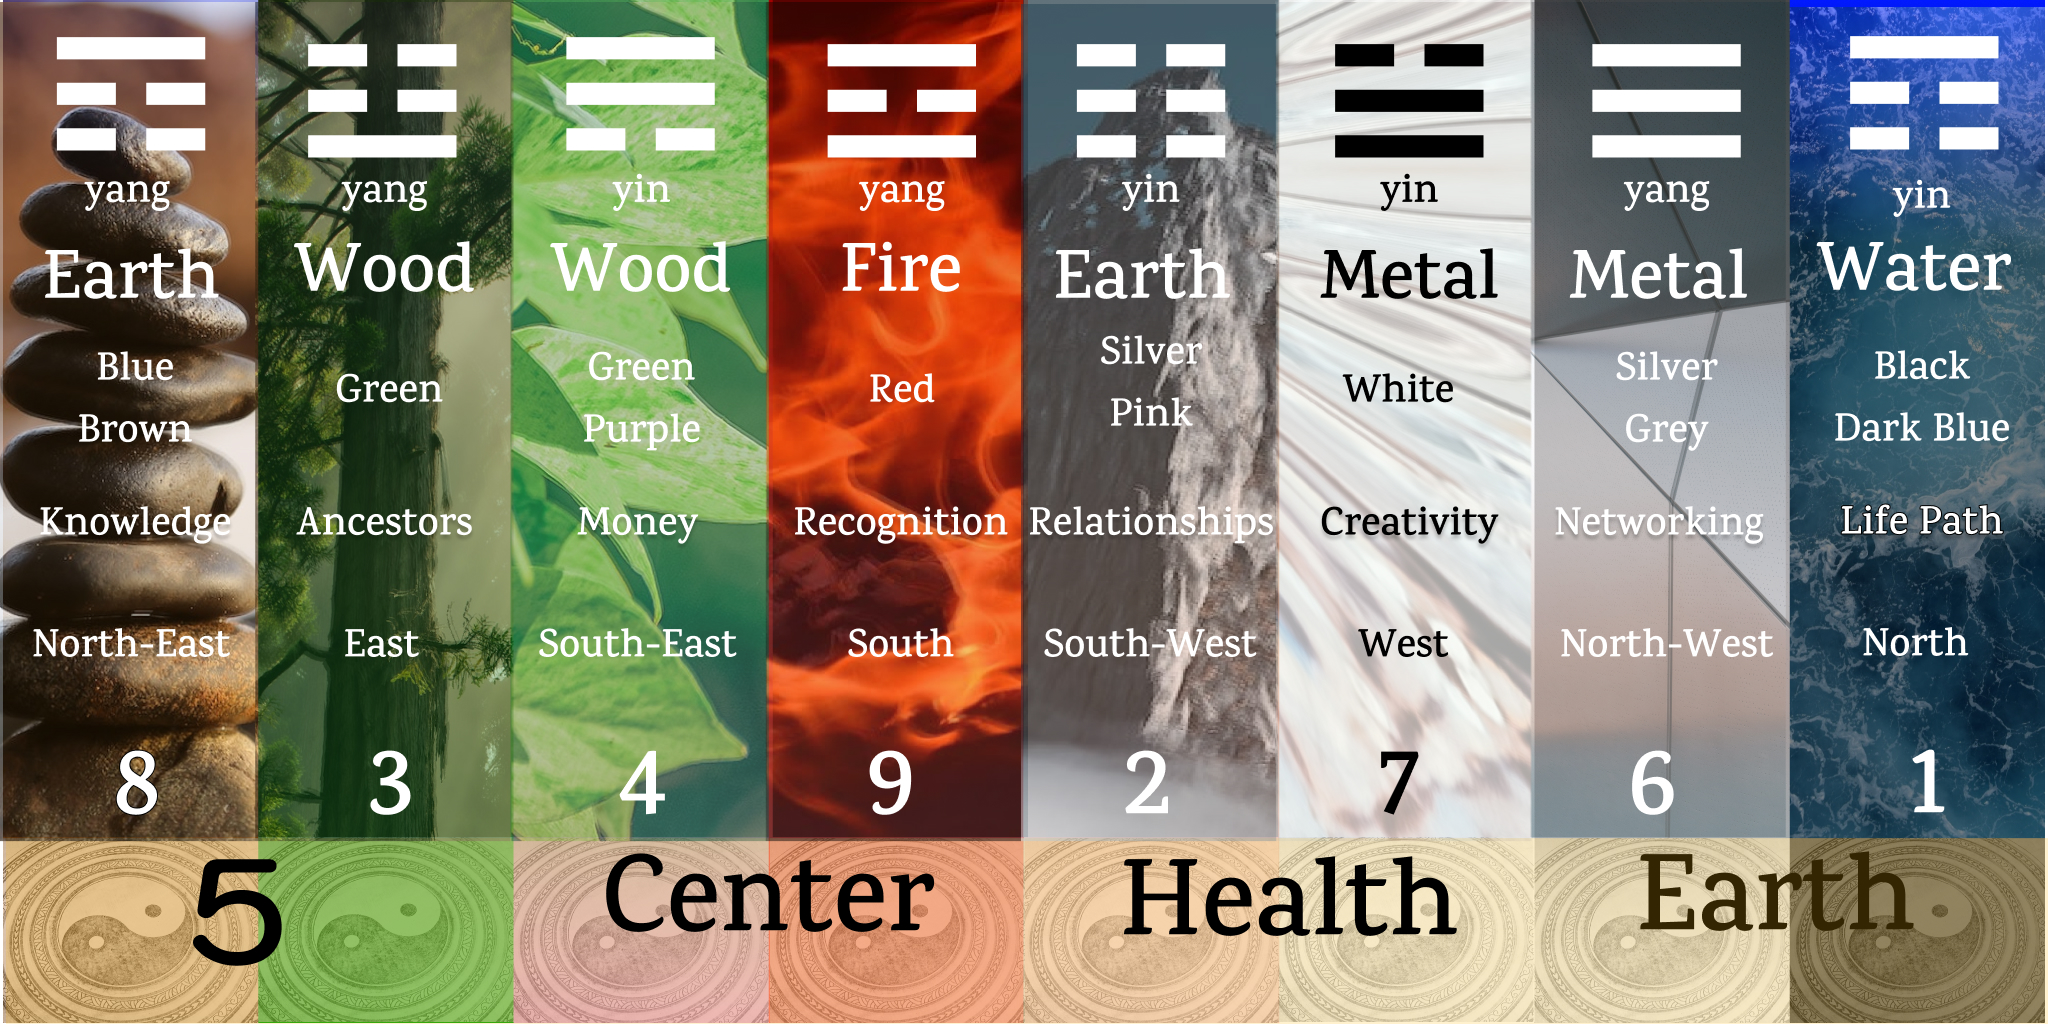 yang
Earth
Blue
Brown
Knowledge
North-East
8
yang
Wood
Green
Ancestors
East
3
yin
Wood
Green
Purple
Money
South-East
4
yang
Fire
Red
Recognition
South
9
yin
Earth
Silver
Pink
Relationships
South-West
2
yin
Metal
White
Creativity
West
7
yang
Metal
Silver
Grey
Networking
North-West
6
yin
Water
Black
Dark Blue
Life Path
North
1
5 Center Health Earth